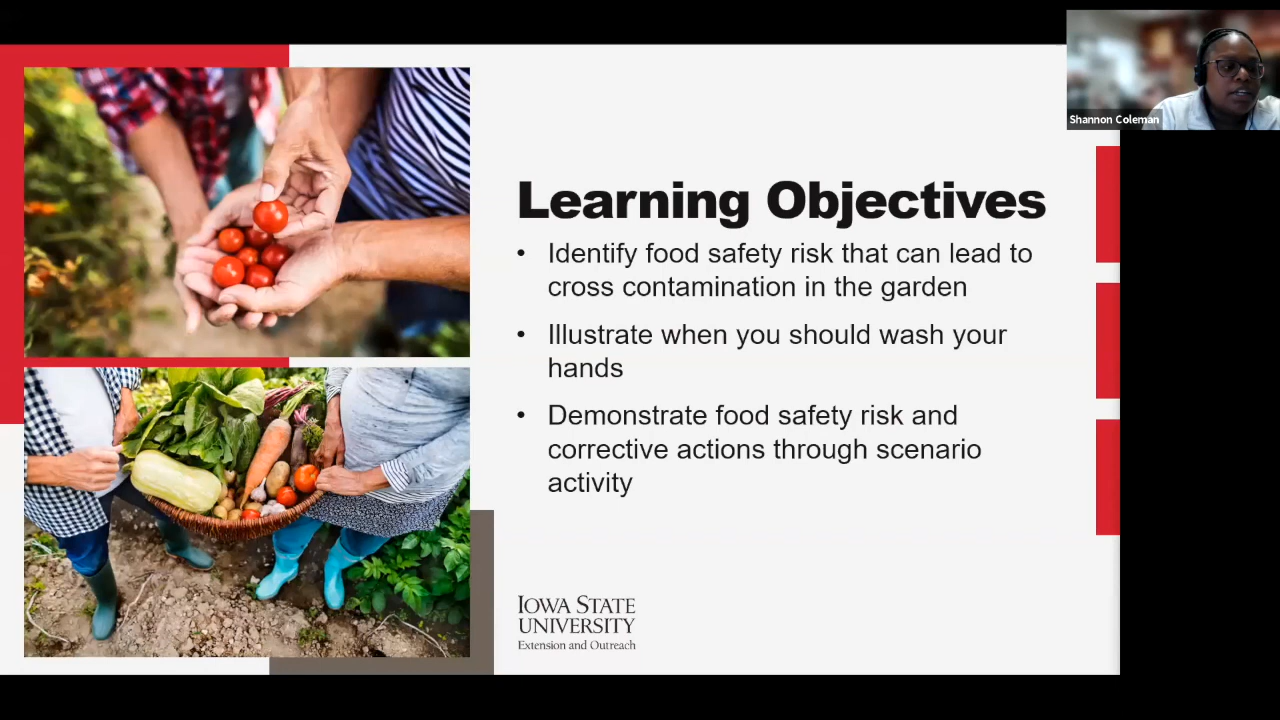 Shannon Coleman
Learning Objectives
• Identify food safety risk that can lead to
cross contamination in the garden
• Illustrate when you should wash your
hands
• Demonstrate food safety risk and
corrective actions through scenario
activity
IOWA STATE
UNIVERSITY
Extension and Outreach